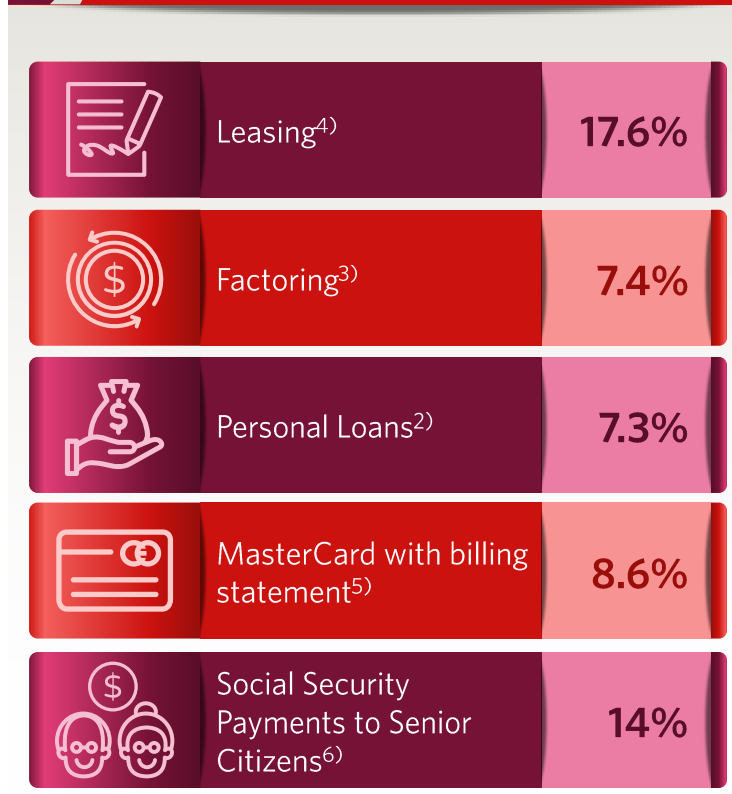 Leasing4)
17.6%
$
Factoring3)
7.4%
$
Personal Loans2)
7.3%
MasterCard with billing
statement5)
8.6%
$
Social Security
Payments to Senior
Citizens6)
14%